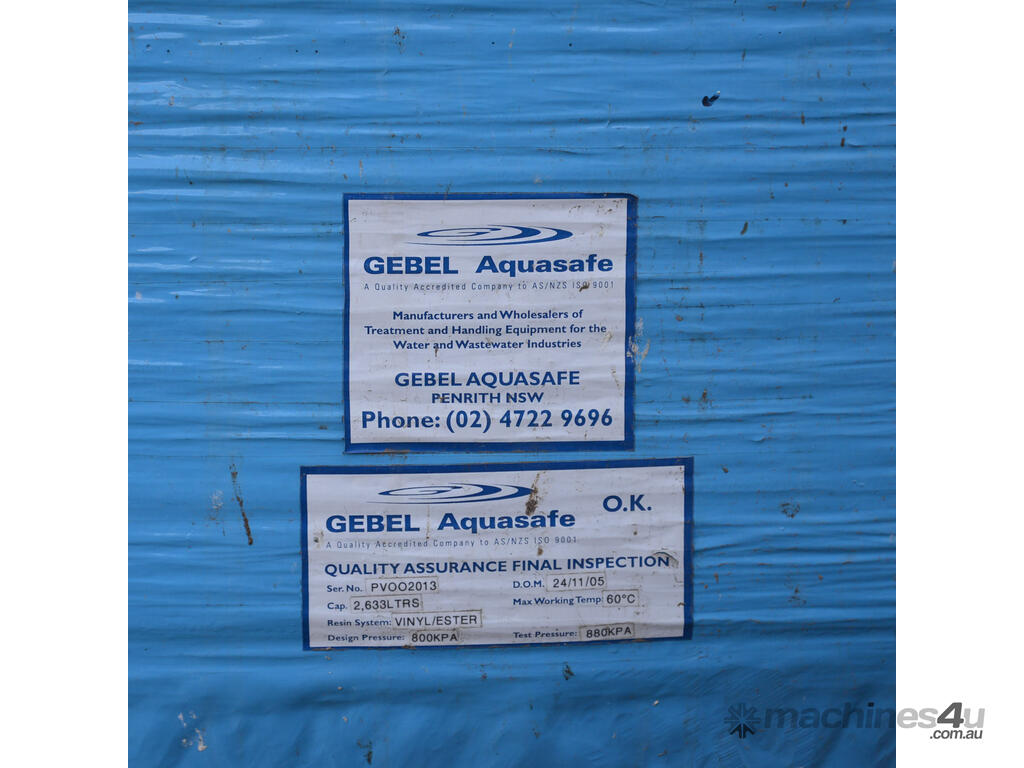 GEBEL Aquasafe
A Quality Accredited Company to AS/NZS ISO 9001
Manufacturers and Wholesalers of
Treatment and Handling Equipment for the
Water and Wastewater Industries
GEBEL AQUASAFE
PENRITH NSW
Phone: (02) 4722 9696
O.K.
GEBEL Aquasafe
A Quality Accredited Company to AS/NZS ISO 9001
QUALITY ASSURANCE FINAL INSPECTION
Ser. No. PVOO2013 D.O.M. 24/11/05
Cap. 2,633LTRS Max Working Temp 60°C
Resin System: VINYL/ESTER
Design Pressure: 800KPA Test Pressure: 880KPA
machines4u
.com.au